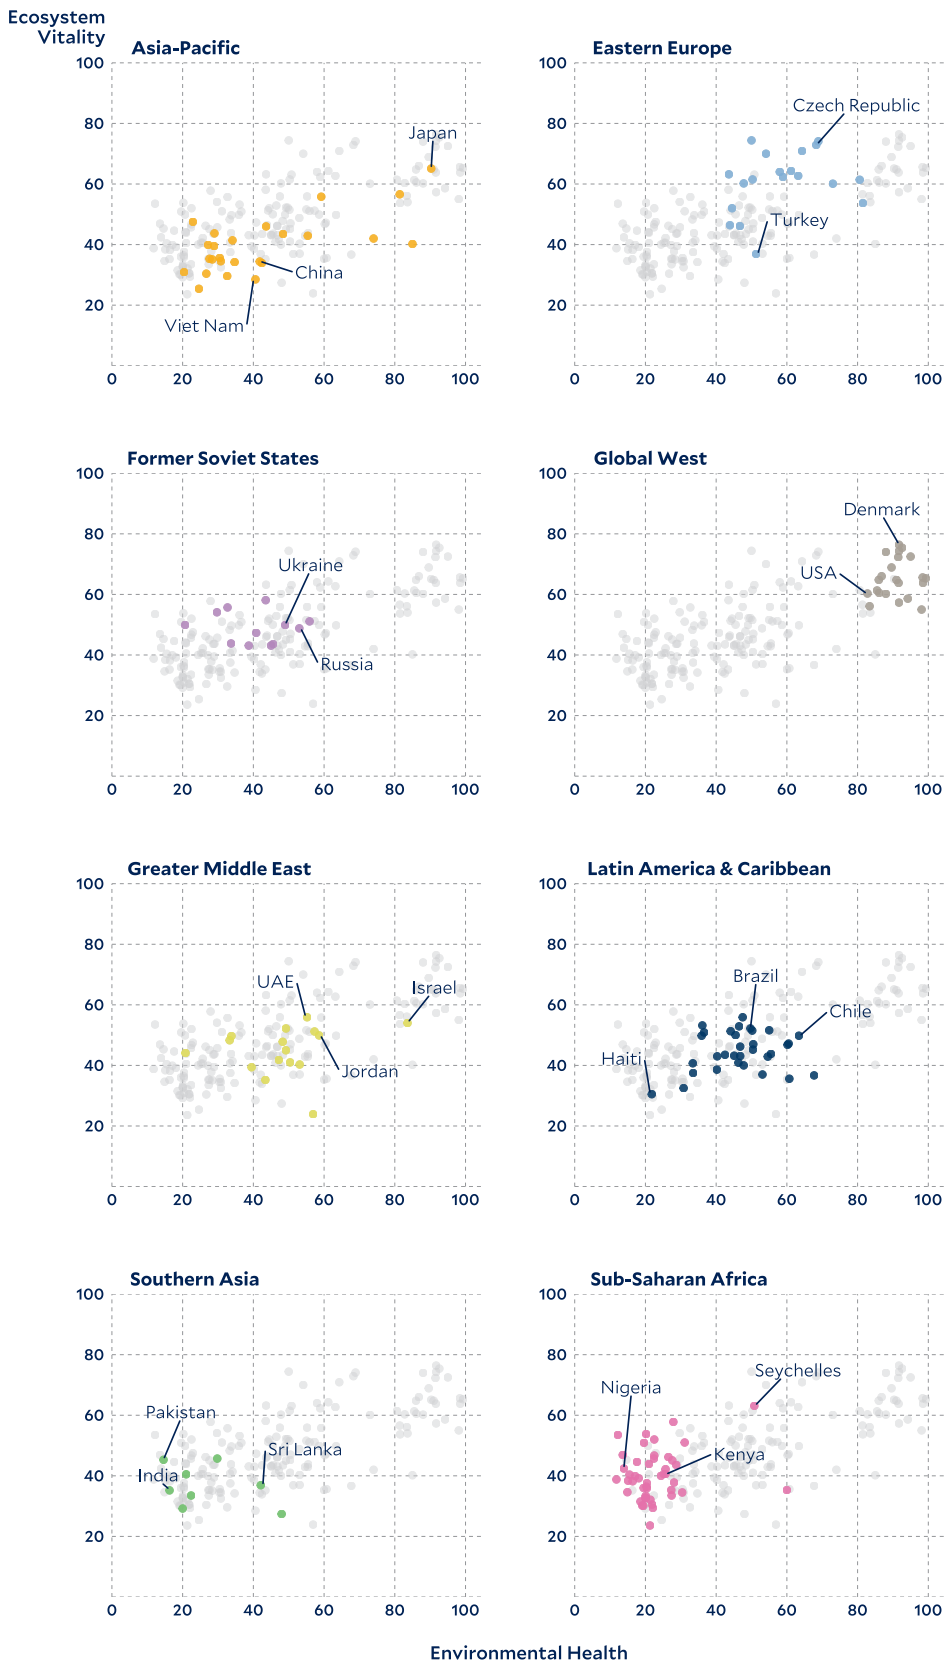 Ecosystem
Vitality
Asia-Pacific
Eastern Europe
100
80
60
40
20
0 20 40 60 80 100
Japan
China
Viet Nam
100
80
60
40
20
0 20 40 60 80 100
Czech Republic
Turkey
Former Soviet States
Global West
100
80
60
40
20
0 20 40 60 80 100
Ukraine
Russia
100
80
60
40
20
0 20 40 60 80 100
Denmark
USA
Greater Middle East
Latin America & Caribbean
100
80
60
40
20
0 20 40 60 80 100
UAE
Israel
Jordan
100
80
60
40
20
0 20 40 60 80 100
Brazil
Chile
Haiti
Southern Asia
Sub-Saharan Africa
100
80
60
40
20
0 20 40 60 80 100
Pakistan
Sri Lanka
India
100
80
60
40
20
0 20 40 60 80 100
Seychelles
Nigeria
Kenya
Environmental Health